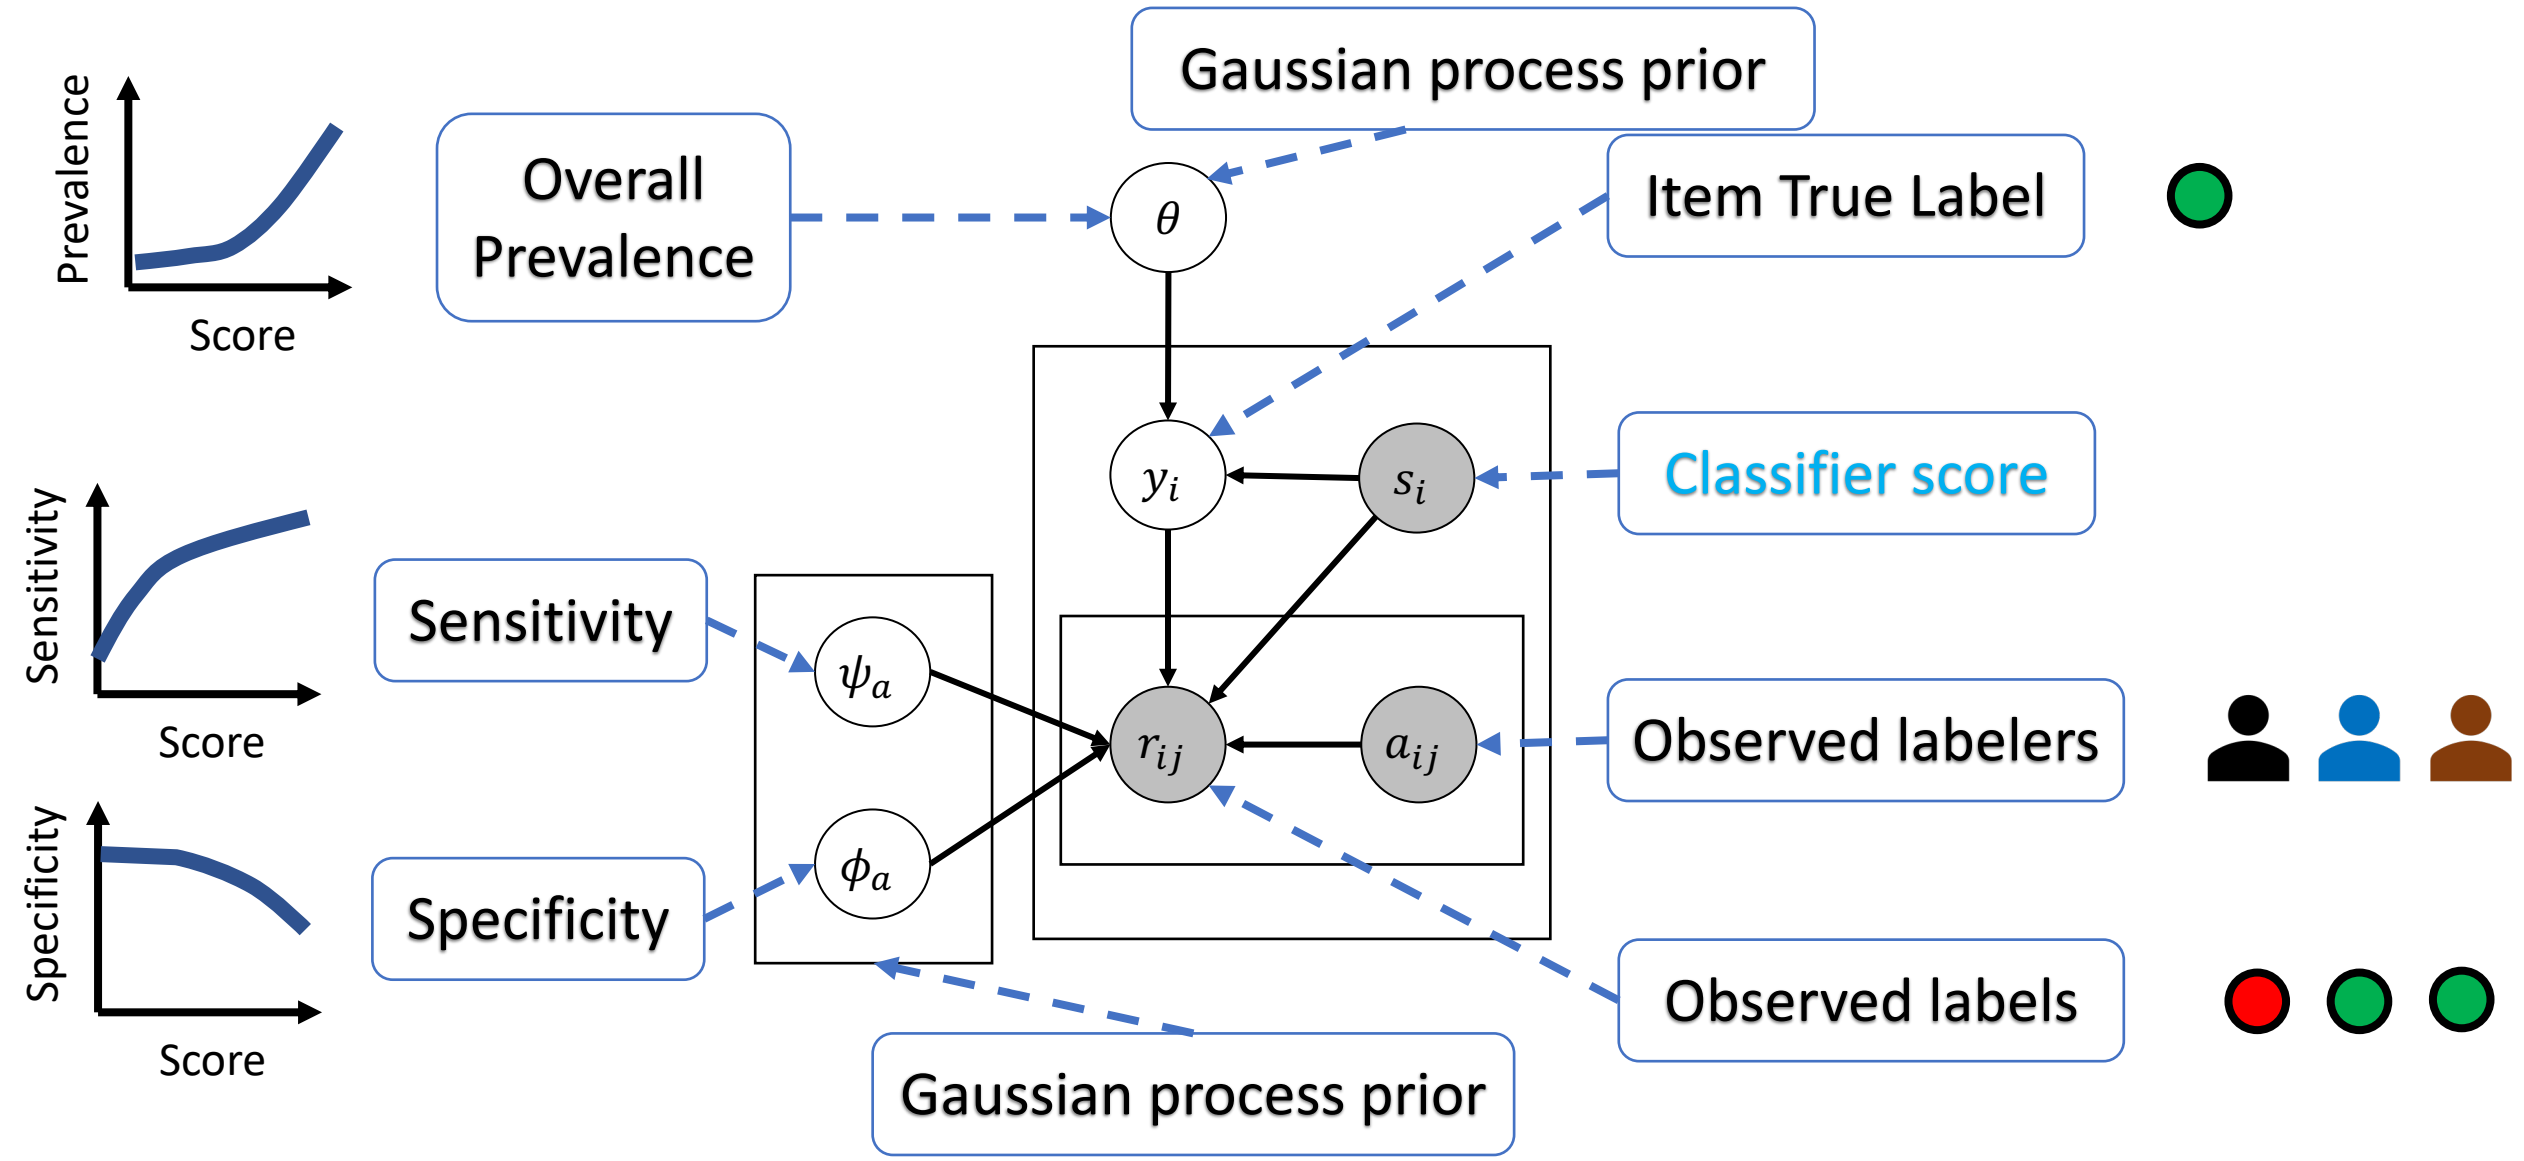 Gaussian process prior
Prevalence
Overall
Prevalence
θ
Item True Label
Score
y_i
s_i
Classifier score
Sensitivity
Sensitivity
ψ_a
r_ij
a_ij
Observed labelers
Score
Specificity
Specificity
ϕ_a
Observed labels
Score
Gaussian process prior